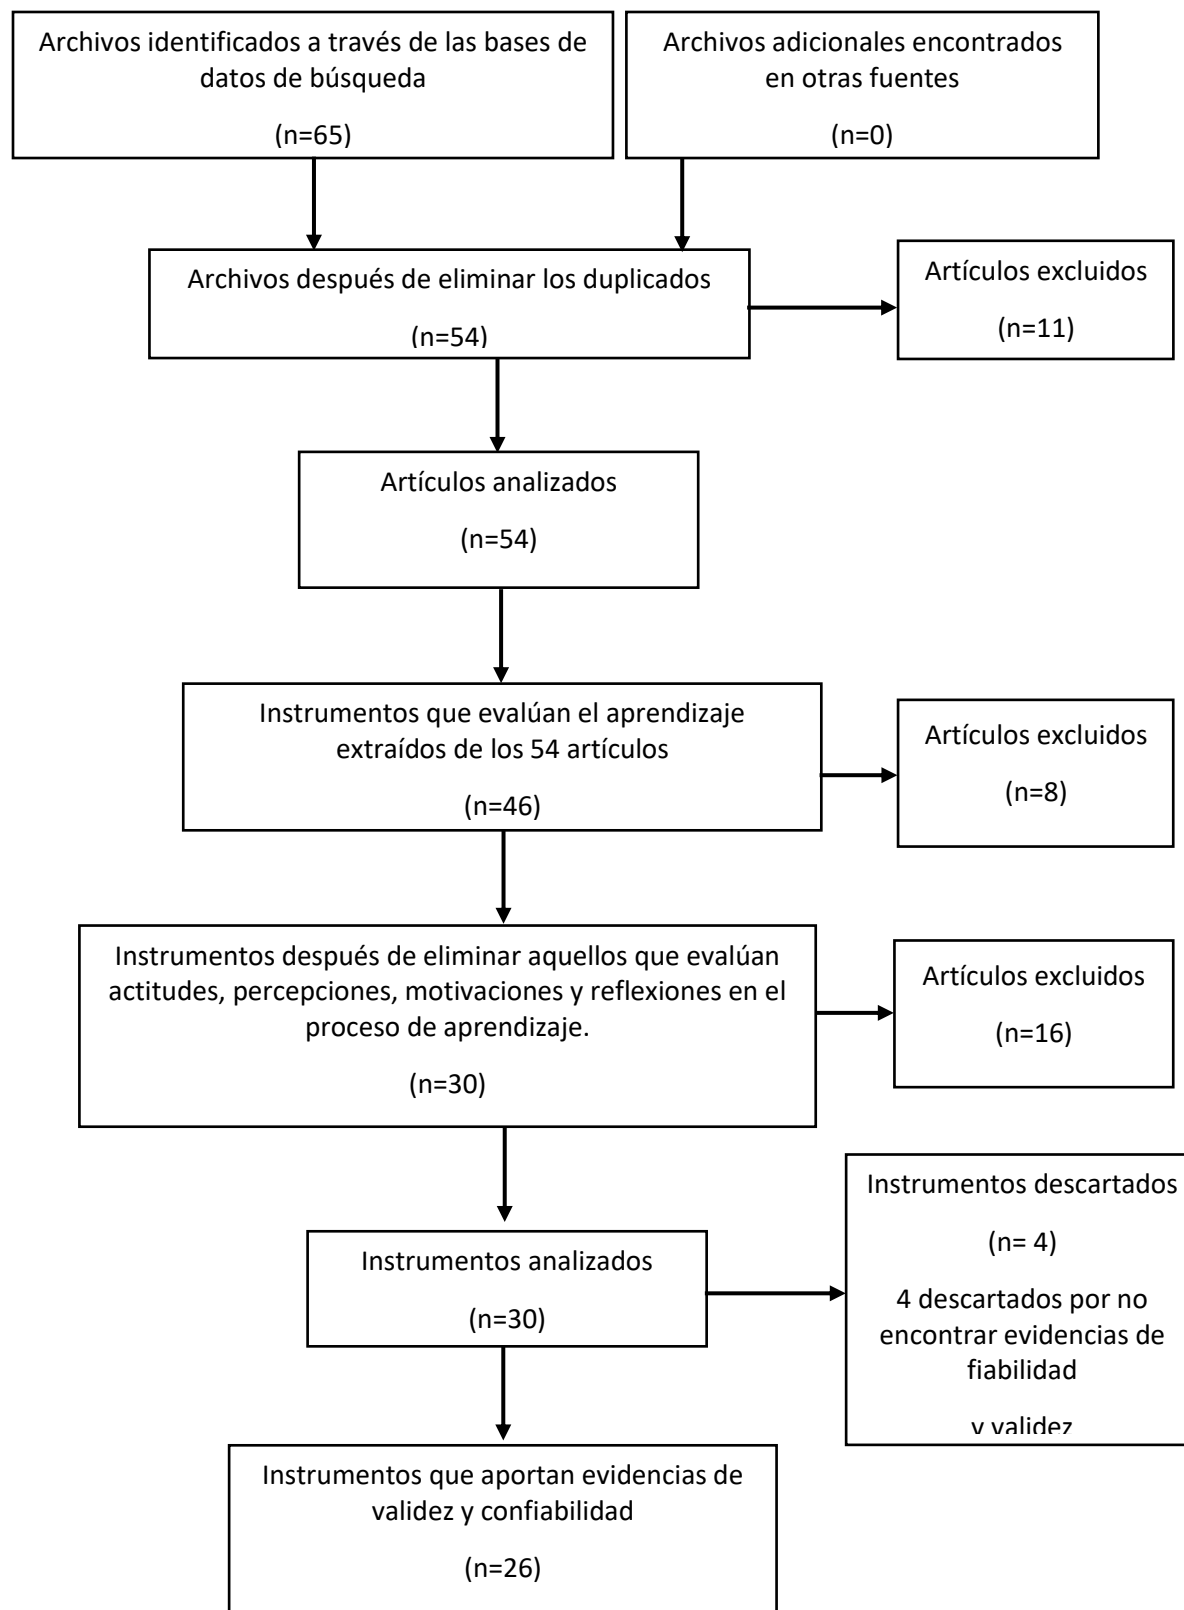 Archivos identificados a través de las bases de
datos de búsqueda
(n=65)
Archivos adicionales encontrados
en otras fuentes
(n=0)
Archivos después de eliminar los duplicados
(n=54)
Artículos excluidos
(n=11)
Artículos analizados
(n=54)
Instrumentos que evalúan el aprendizaje
extraídos de los 54 artículos
(n=46)
Artículos excluidos
(n=8)
Instrumentos después de eliminar aquellos que evalúan
actitudes, percepciones, motivaciones y reflexiones en el
proceso de aprendizaje.
(n=30)
Artículos excluidos
(n=16)
Instrumentos analizados
(n=30)
Instrumentos descartados
(n= 4)
4 descartados por no
encontrar evidencias de
fiabilidad
y validez
Instrumentos que aportan evidencias de
validez y confiabilidad
(n=26)